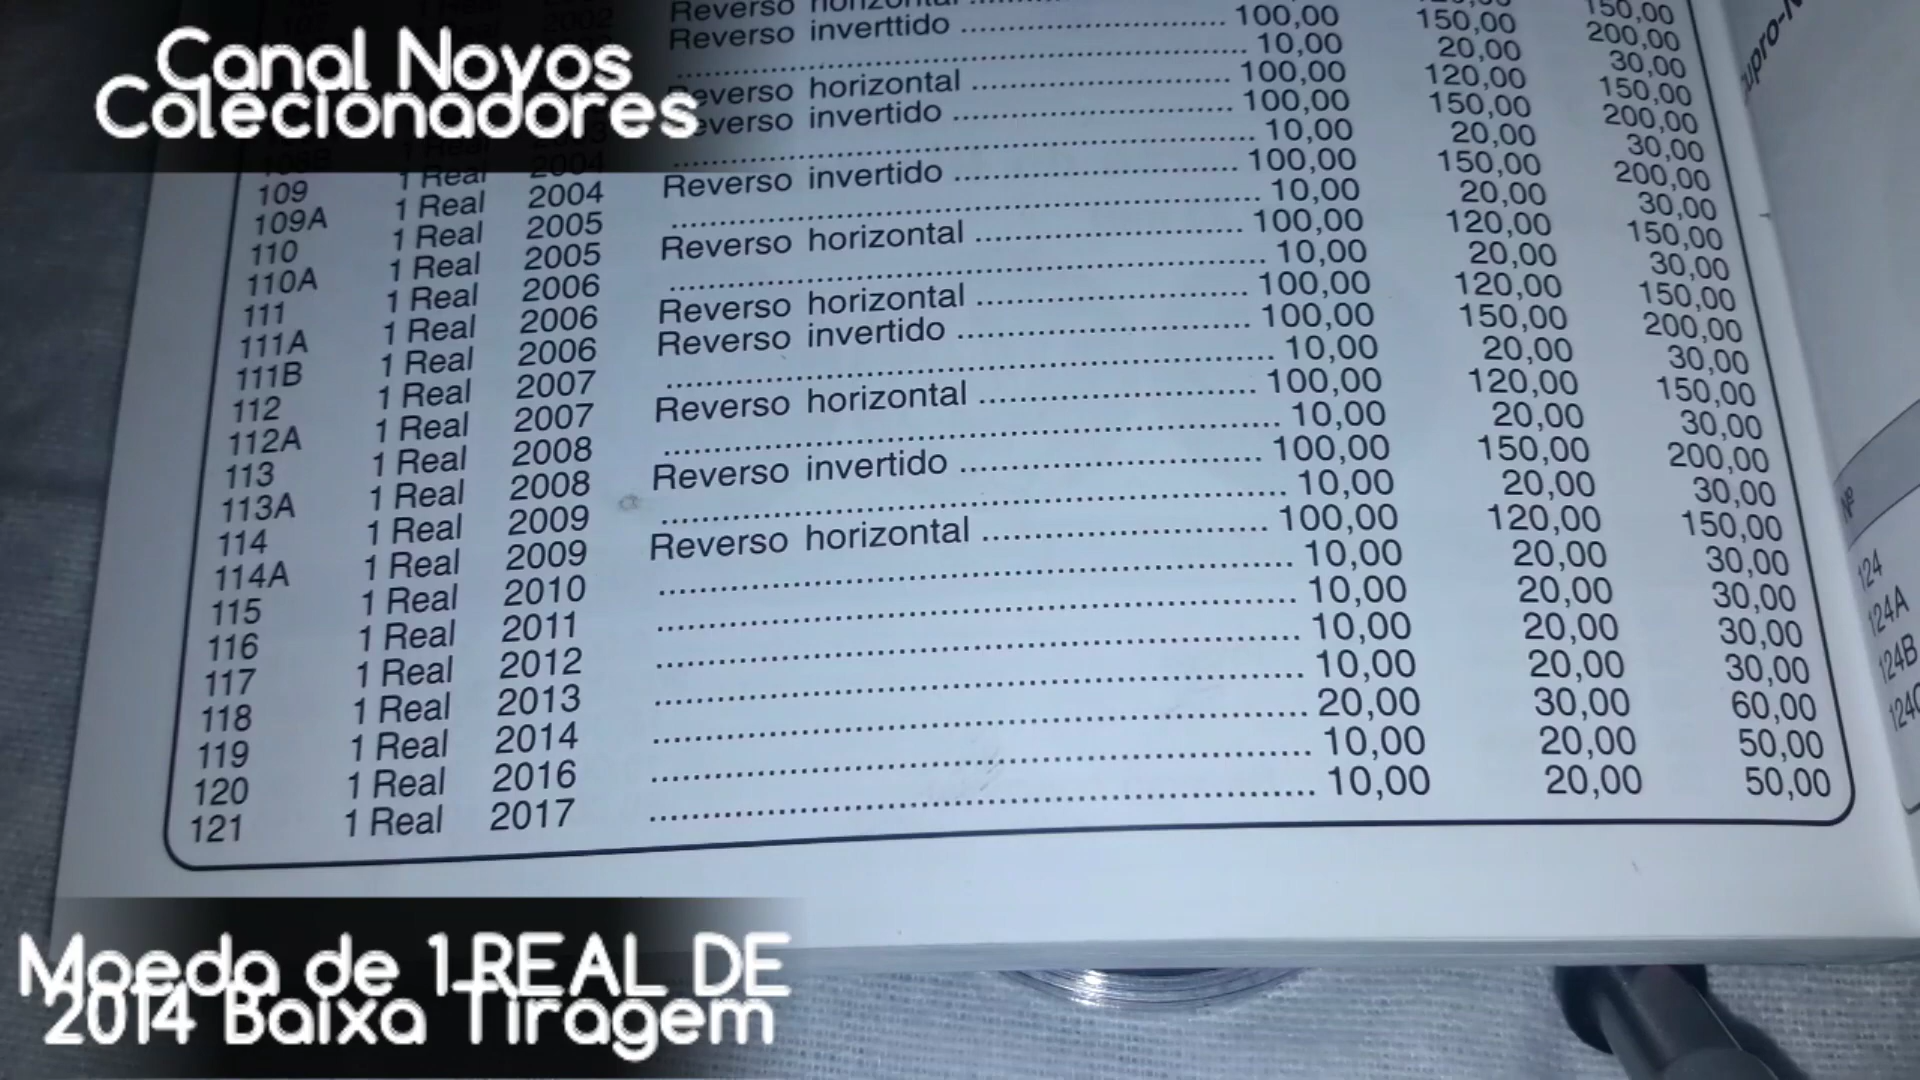 Canal Novos
Colecionadores
Reverso horizontal
2002 Reverso inverttido ........ 100,00 150,00 200,00
........ 10,00 20,00 30,00
everso horizontal ........ 100,00 120,00 150,00
108B 1 Real 2003 everso invertido ........ 100,00 150,00 200,00
109 1 Real 2004 ........ 10,00 20,00 30,00
109A 1 Real 2004 Reverso invertido ........ 100,00 150,00 200,00
110 1 Real 2005 ........ 10,00 20,00 30,00
110A 1 Real 2005 Reverso horizontal ........ 100,00 120,00 150,00
111 1 Real 2006 ........ 10,00 20,00 30,00
111A 1 Real 2006 Reverso horizontal ........ 100,00 120,00 150,00
111B 1 Real 2006 Reverso invertido ........ 100,00 150,00 200,00
112 1 Real 2007 ........ 10,00 20,00 30,00
112A 1 Real 2007 Reverso horizontal ........ 100,00 120,00 150,00
113 1 Real 2008 ........ 10,00 20,00 30,00
113A 1 Real 2008 Reverso invertido ........ 100,00 150,00 200,00
114 1 Real 2009 ........ 10,00 20,00 30,00
114A 1 Real 2009 Reverso horizontal ........ 100,00 120,00 150,00
115 1 Real 2010 ........ 10,00 20,00 30,00
116 1 Real 2011 ........ 10,00 20,00 30,00
117 1 Real 2012 ........ 10,00 20,00 30,00
118 1 Real 2013 ........ 10,00 20,00 30,00
119 1 Real 2014 ........ 20,00 30,00 60,00
120 1 Real 2016 ........ 10,00 20,00 50,00
121 1 Real 2017 ........ 10,00 20,00 50,00
Nº
124
124A
124B
124C
Moeda de 1 REAL DE
2014 Baixa Tiragem